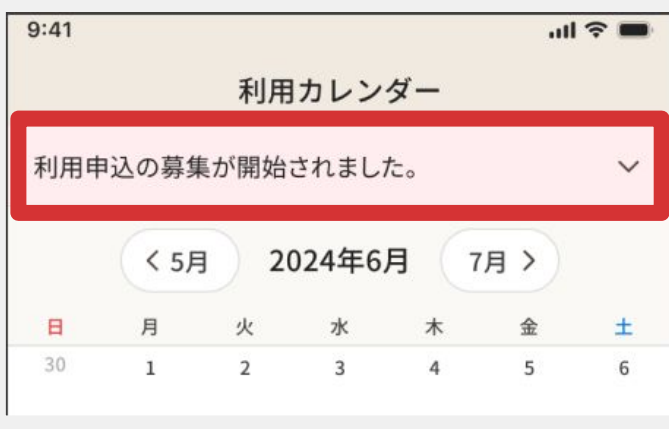 9:41
利用カレンダー
利用申込の募集が開始されました。
5月 2024年6月 7月
日 月 火 水 木 金 土
30 1 2 3 4 5 6